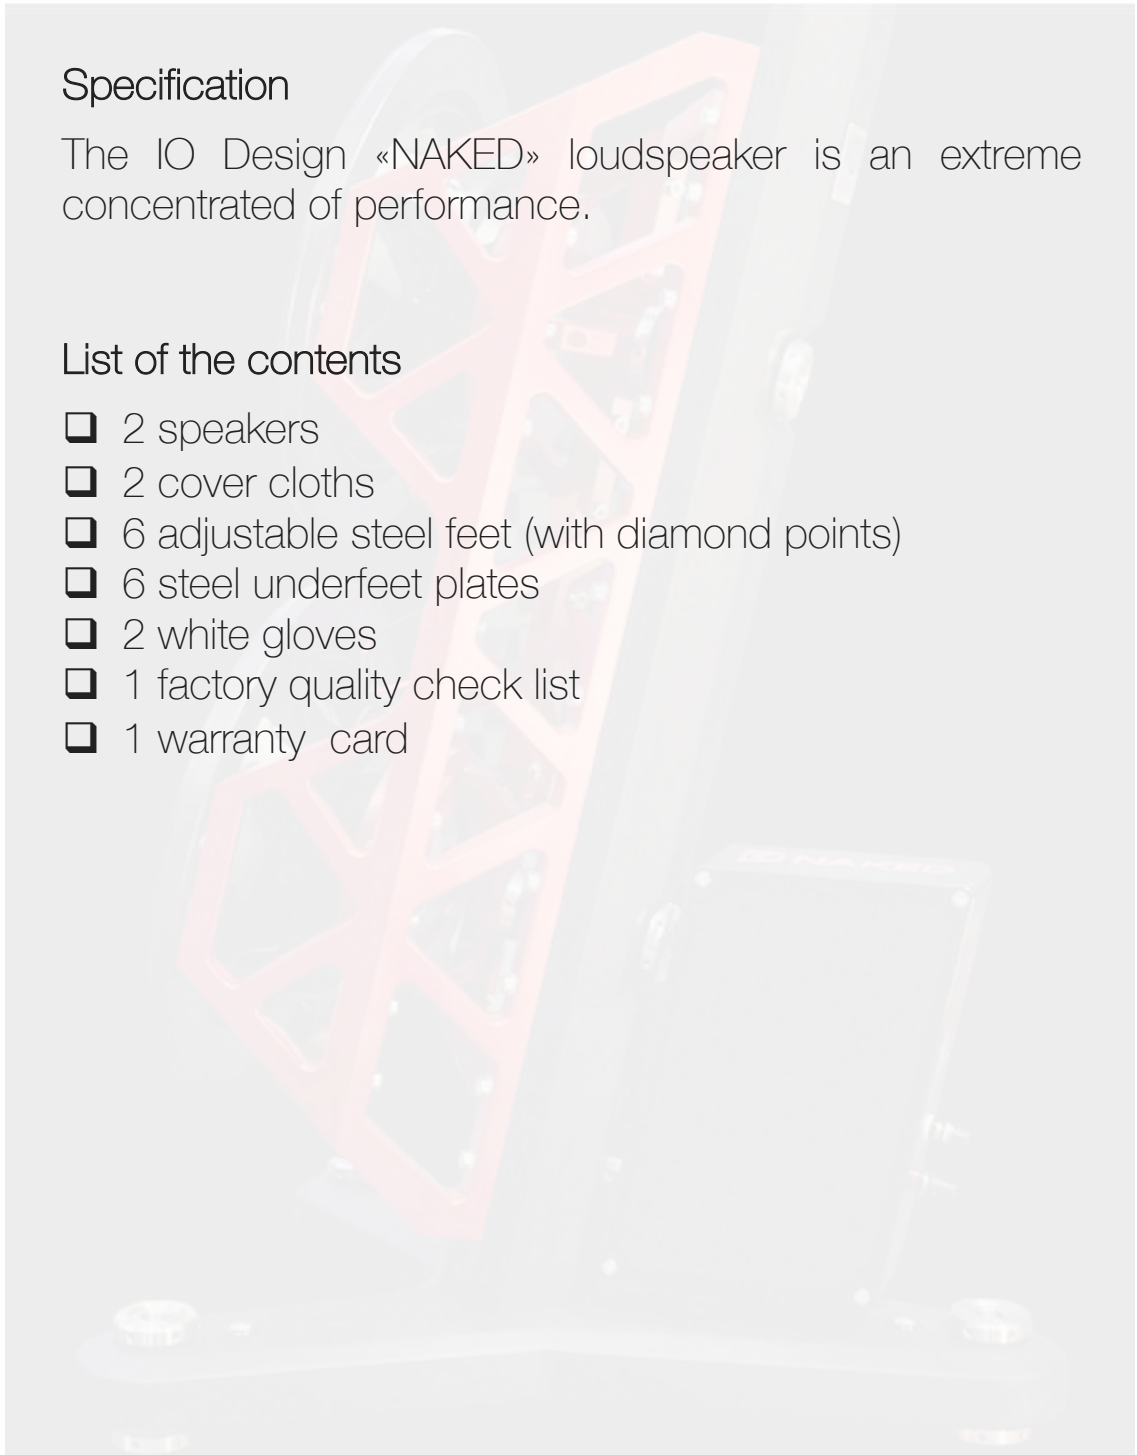 Specification
The IO Design «NAKED» loudspeaker is an extreme
concentrated of performance.
List of the contents
❑ 2 speakers
❑ 2 cover cloths
❑ 6 adjustable steel feet (with diamond points)
❑ 6 steel underfeet plates
❑ 2 white gloves
❑ 1 factory quality check list
❑ 1 warranty card
NAKED